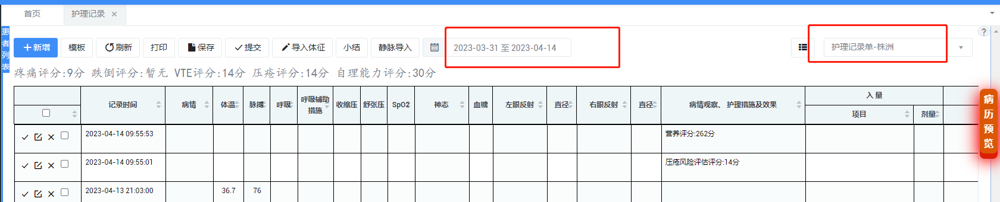 首页 护理记录 ×
患者列表
新增 模板 刷新 打印 保存 提交 导入体征 小结 静脉导入 2023-03-31 至 2023-04-14 护理记录单-株洲 ?
疼痛评分:9分 跌倒评分:暂无 VTE评分:14分 压疮评分:14分 自理能力评分:30分
记录时间 病情 体温 脉搏 呼吸 呼吸辅助措施 收缩压 舒张压 SpO2 神志 血糖 左眼反射 直径 右眼反射 直径 病情观察、护理措施及效果 入量
项目 剂量
2023-04-14 09:55:53 营养评分:262分
2023-04-14 09:55:01 压疮风险评估评分:14分
2023-04-13 21:03:00 36.7 76
病历预览